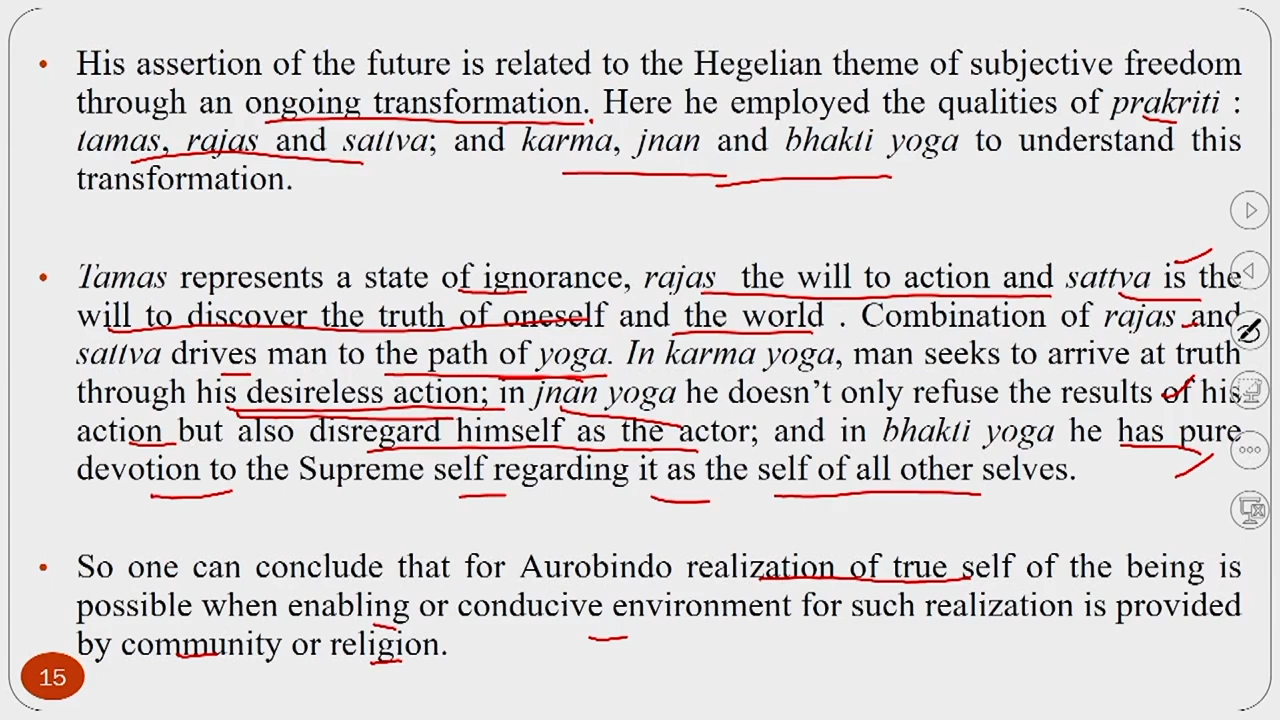 • His assertion of the future is related to the Hegelian theme of subjective freedom
through an ongoing transformation. Here he employed the qualities of prakriti :
tamas, rajas and sattva; and karma, jnan and bhakti yoga to understand this
transformation.
• Tamas represents a state of ignorance, rajas the will to action and sattva is the
will to discover the truth of oneself and the world . Combination of rajas and
sattva drives man to the path of yoga. In karma yoga, man seeks to arrive at truth
through his desireless action; in jnan yoga he doesn’t only refuse the results of his
action but also disregard himself as the actor; and in bhakti yoga he has pure
devotion to the Supreme self regarding it as the self of all other selves.
• So one can conclude that for Aurobindo realization of true self of the being is
possible when enabling or conducive environment for such realization is provided
by community or religion.
15